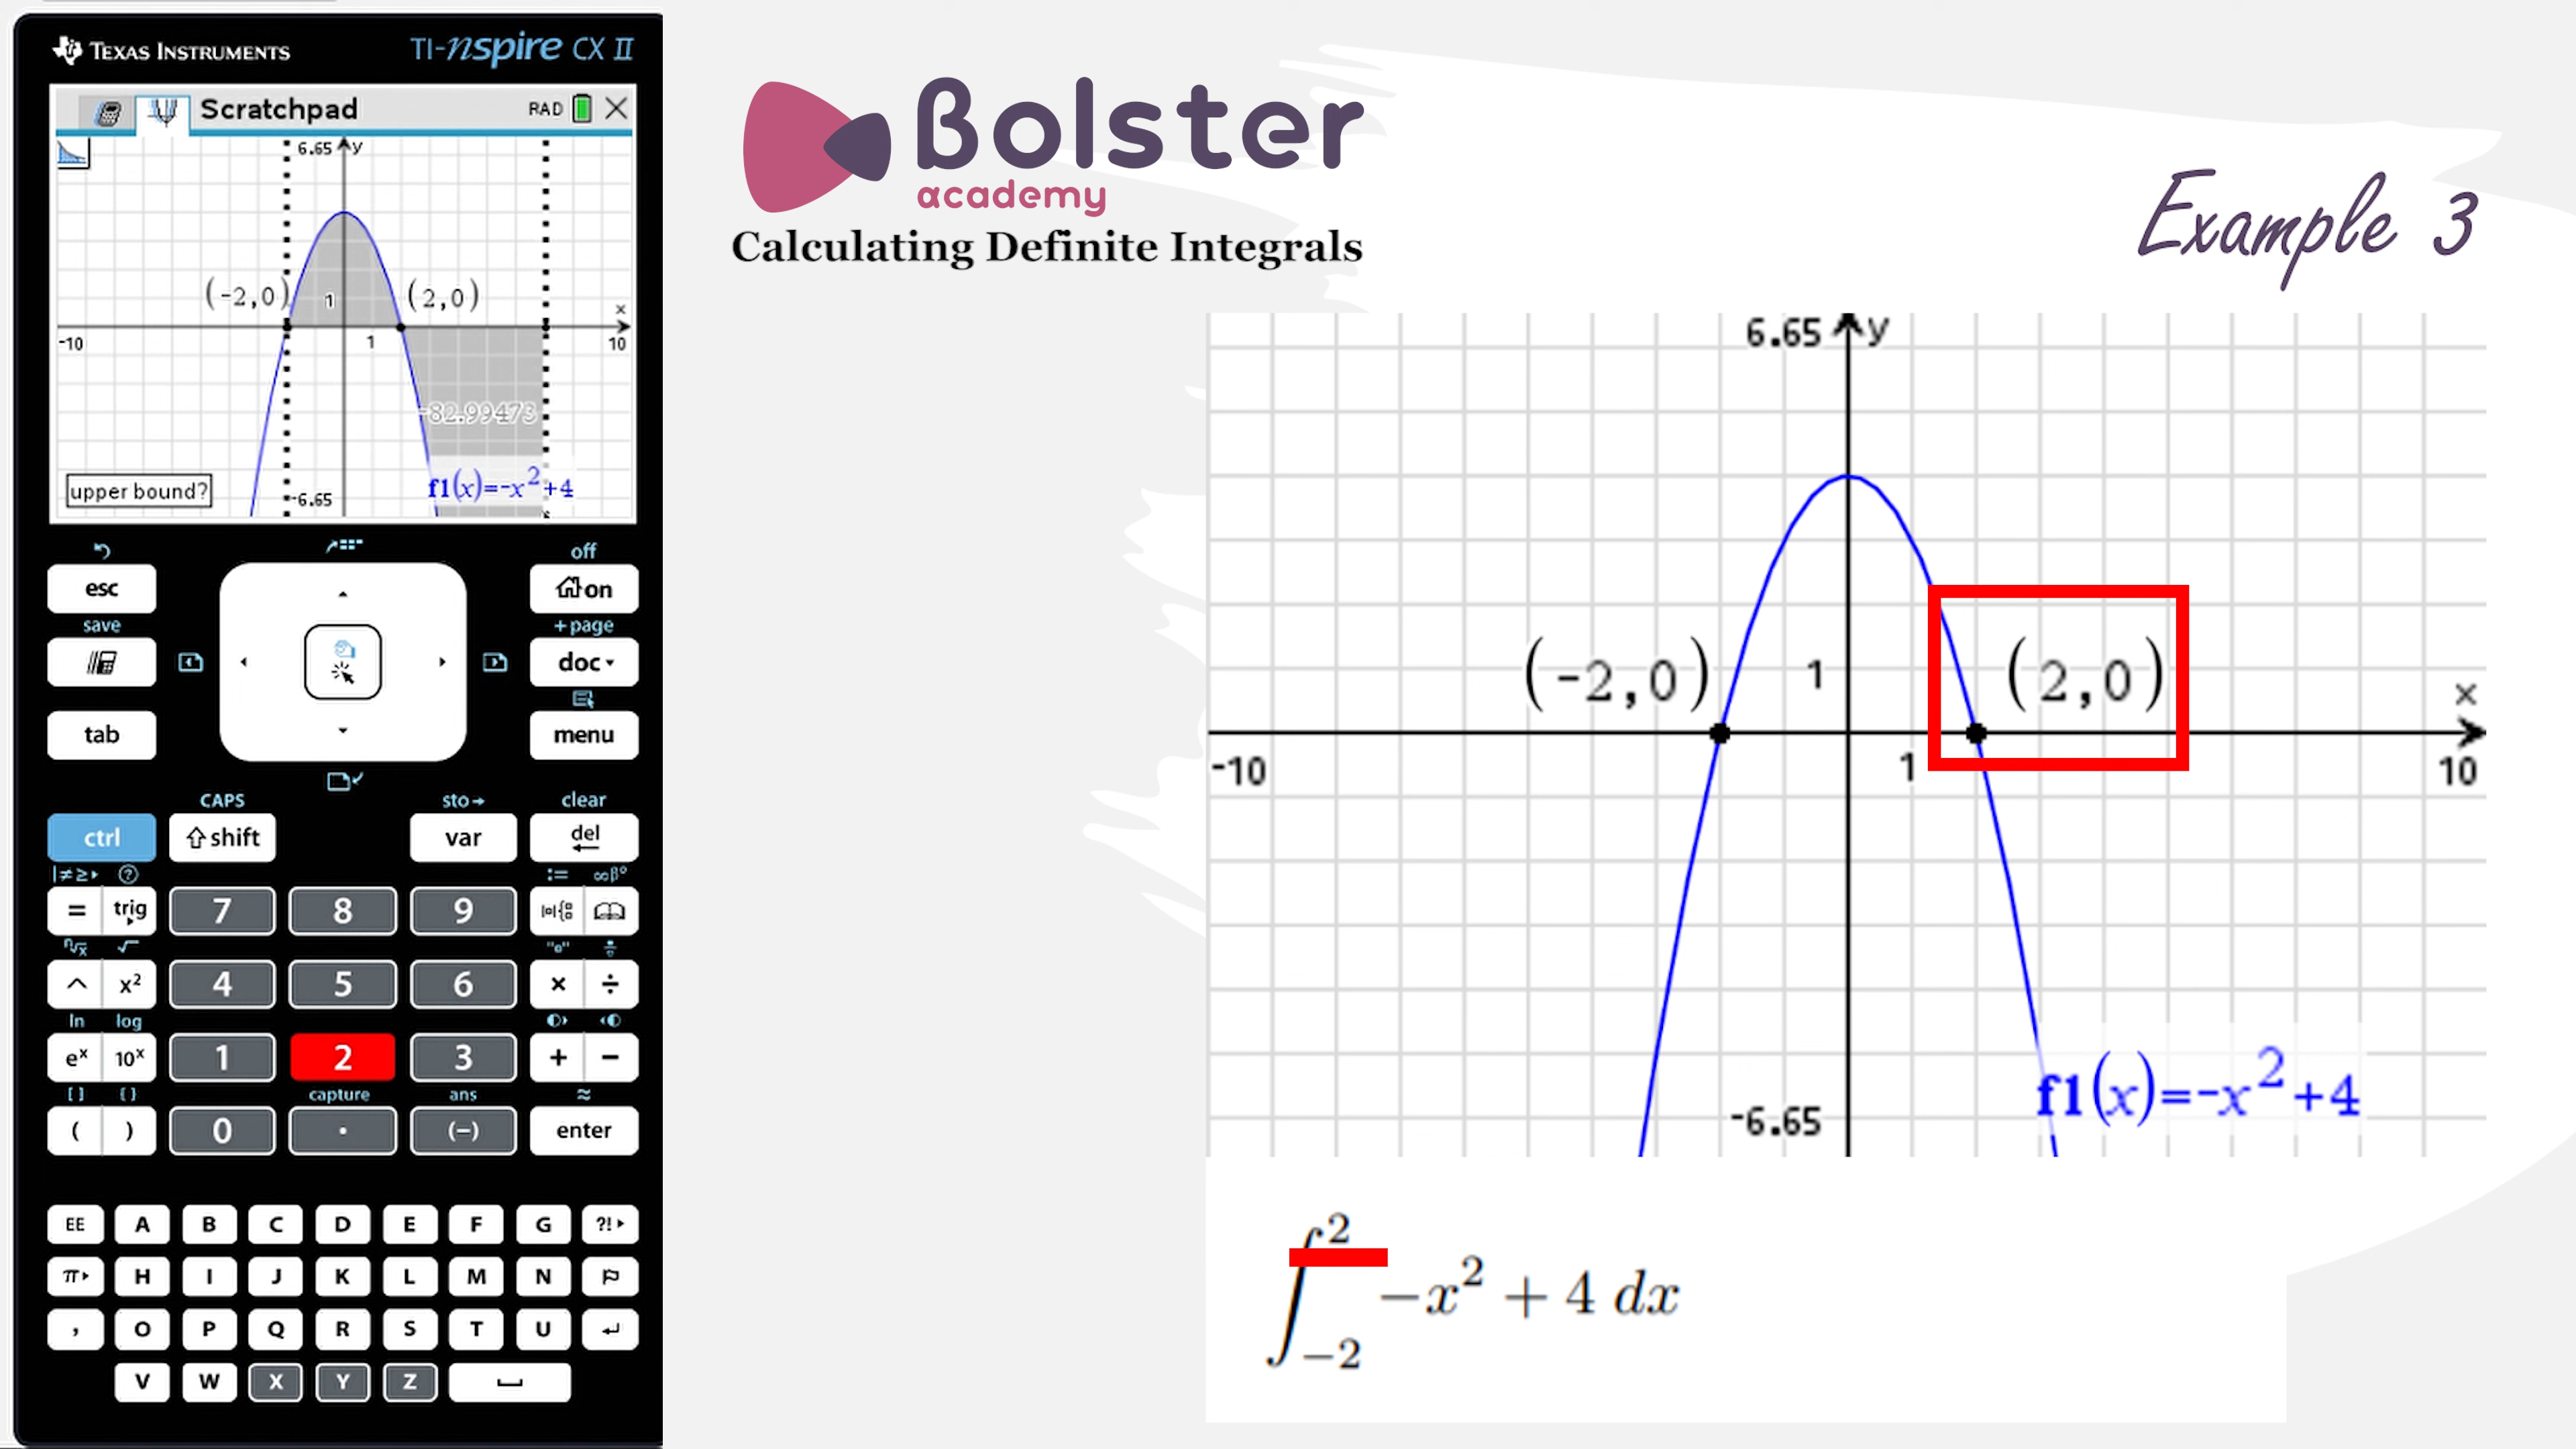 TEXAS INSTRUMENTS TI-nspire CX II
Scratchpad RAD
6.65 y
(-2,0) 1 (2,0) x
-10 1 10
-82.99473
upper bound? -6.65 f1(x)=-x²+4
off
esc on
save + page
doc
tab menu
CAPS sto→ clear
ctrl ⇧shift var del
|≠≥▸ ? := ∞β°
= trig 7 8 9
ⁿ√x √ "o"
^ x² 4 5 6 × ÷
ln log
eˣ 10ˣ 1 2 3 + −
[] {} capture ans ≈
( ) 0 . (−) enter
EE A B C D E F G ?!▸
π▸ H I J K L M N
, O P Q R S T U ↵
V W X Y Z
βolster
αcademy
Calculating Definite Integrals
Example 3
6.65 y
(-2,0) 1 (2,0) x
-10 1 10
f1(x)=-x²+4
-6.65
∫₋₂² −x² + 4 dx